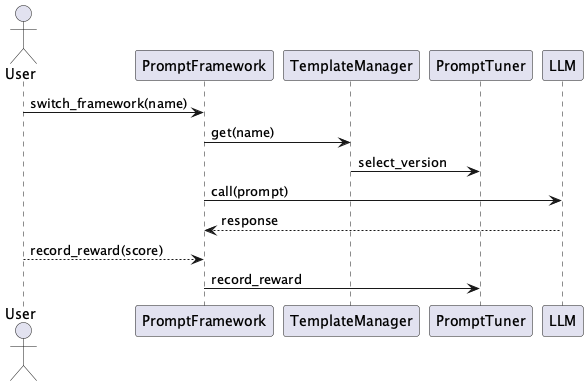 User
PromptFramework
TemplateManager
PromptTuner
LLM
switch_framework(name)
get(name)
select_version
call(prompt)
response
record_reward(score)
record_reward
User
PromptFramework
TemplateManager
PromptTuner
LLM